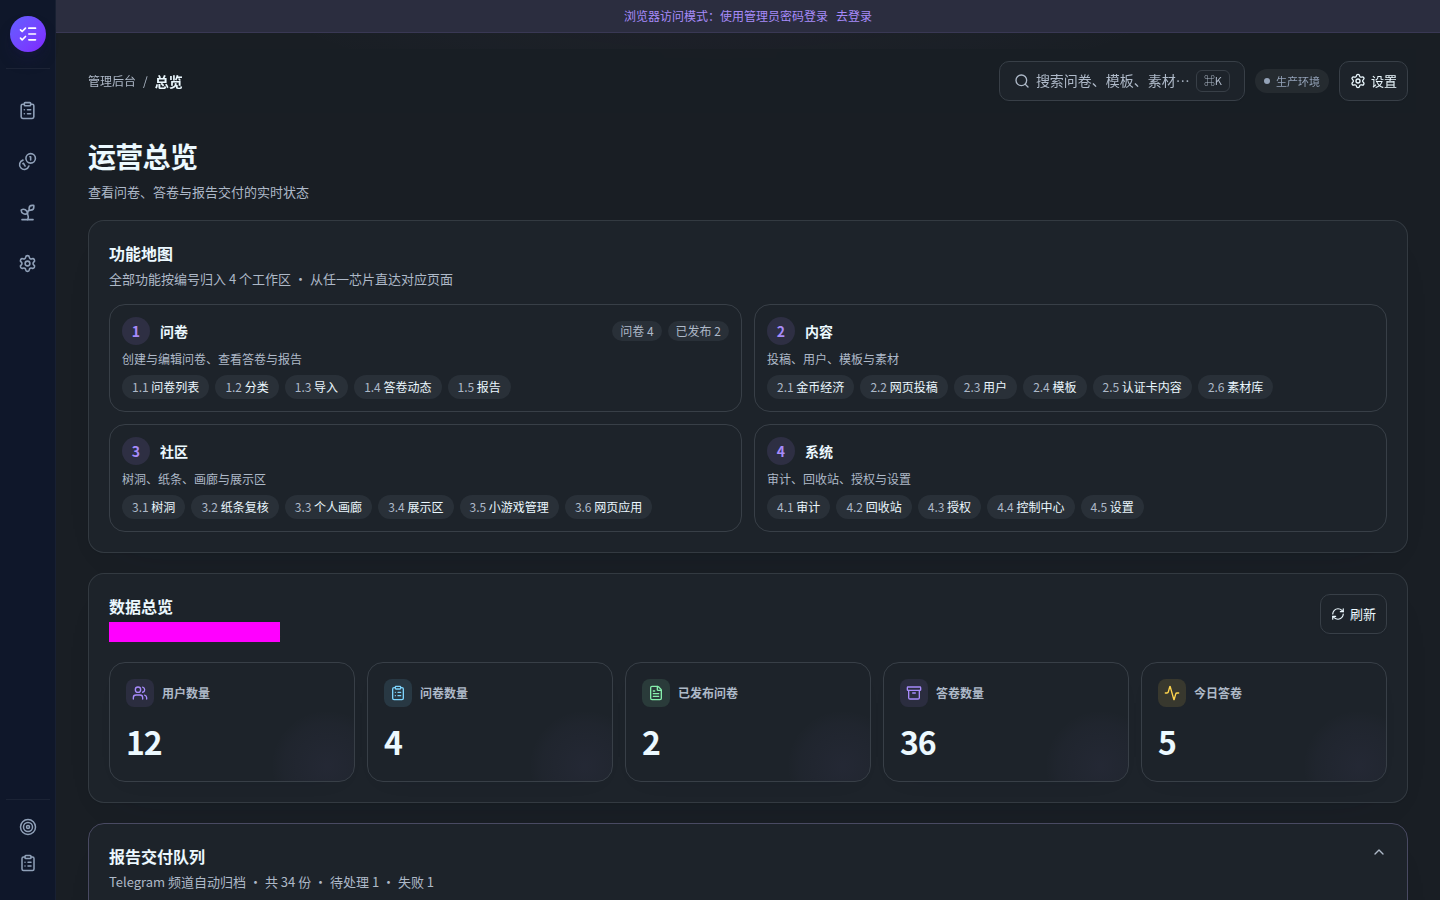 浏览器访问模式：使用管理员密码登录 去登录
管理后台 / 总览
搜索问卷、模板、素材… ⌘K
生产环境
设置
运营总览
查看问卷、答卷与报告交付的实时状态
功能地图
全部功能按编号归入 4 个工作区 • 从任一芯片直达对应页面
1 问卷 问卷 4 已发布 2
创建与编辑问卷、查看答卷与报告
1.1 问卷列表 1.2 分类 1.3 导入 1.4 答卷动态 1.5 报告
2 内容
投稿、用户、模板与素材
2.1 金币经济 2.2 网页投稿 2.3 用户 2.4 模板 2.5 认证卡内容 2.6 素材库
3 社区
树洞、纸条、画廊与展示区
3.1 树洞 3.2 纸条复核 3.3 个人画廊 3.4 展示区 3.5 小游戏管理 3.6 网页应用
4 系统
审计、回收站、授权与设置
4.1 审计 4.2 回收站 4.3 授权 4.4 控制中心 4.5 设置
数据总览
刷新
用户数量
12
问卷数量
4
已发布问卷
2
答卷数量
36
今日答卷
5
报告交付队列
Telegram 频道自动归档 • 共 34 份 • 待处理 1 • 失败 1